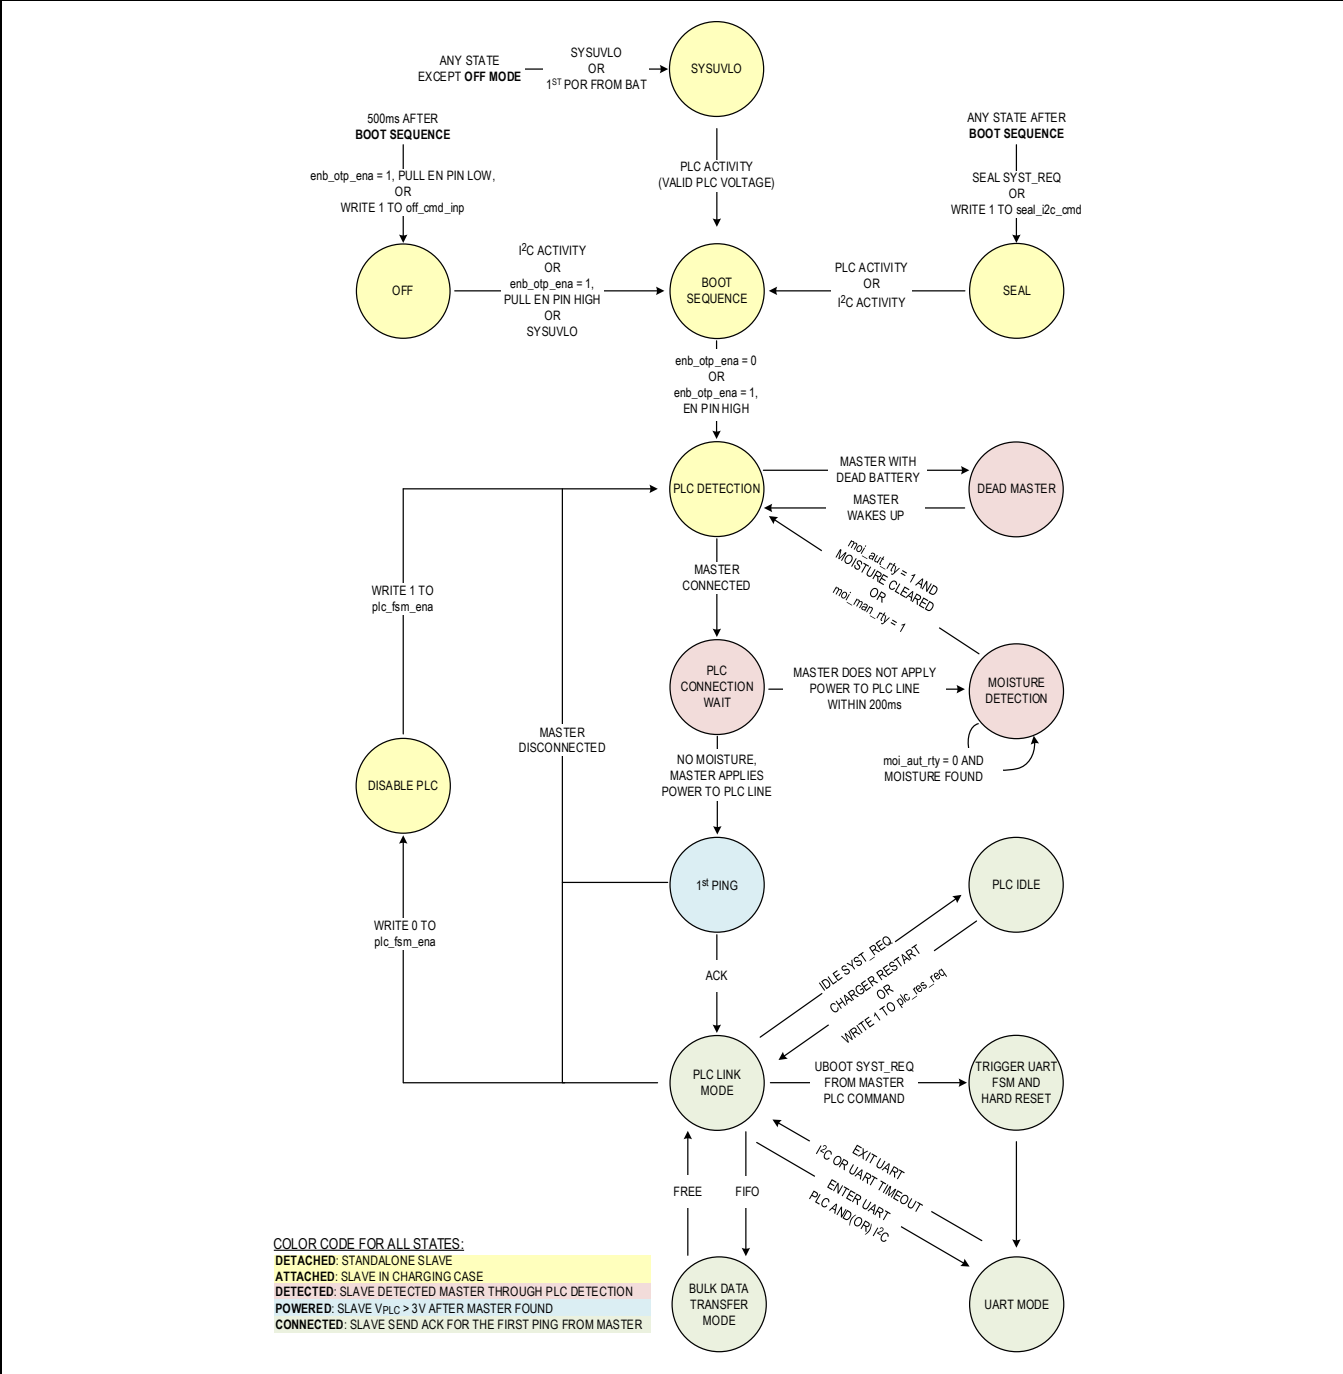 ANY STATE
EXCEPT OFF MODE
SYSUVLO
OR
1ST POR FROM BAT
SYSUVLO
500ms AFTER
BOOT SEQUENCE
ANY STATE AFTER
BOOT SEQUENCE
enb_otp_ena = 1, PULL EN PIN LOW,
OR
WRITE 1 TO off_cmd_inp
PLC ACTIVITY
(VALID PLC VOLTAGE)
SEAL SYST_REQ
OR
WRITE 1 TO seal_i2c_cmd
OFF
I2C ACTIVITY
OR
enb_otp_ena = 1,
PULL EN PIN HIGH
OR
SYSUVLO
BOOT
SEQUENCE
PLC ACTIVITY
OR
I2C ACTIVITY
SEAL
enb_otp_ena = 0
OR
enb_otp_ena = 1,
EN PIN HIGH
PLC DETECTION
MASTER WITH
DEAD BATTERY
MASTER
WAKES UP
DEAD MASTER
WRITE 1 TO
plc_fsm_ena
MASTER
CONNECTED
moi_aut_rty = 1 AND
MOISTURE CLEARED
OR
moi_man_rty = 1
PLC
CONNECTION
WAIT
MASTER DOES NOT APPLY
POWER TO PLC LINE
WITHIN 200ms
MOISTURE
DETECTION
MASTER
DISCONNECTED
NO MOISTURE,
MASTER APPLIES
POWER TO PLC LINE
moi_aut_rty = 0 AND
MOISTURE FOUND
DISABLE PLC
1st PING
PLC IDLE
WRITE 0 TO
plc_fsm_ena
ACK
IDLE SYST_REQ
CHARGER RESTART
OR
WRITE 1 TO plc_res_req
PLC LINK
MODE
UBOOT SYST_REQ
FROM MASTER
PLC COMMAND
TRIGGER UART
FSM AND
HARD RESET
FREE
FIFO
EXIT UART
I2C OR UART TIMEOUT
ENTER UART
PLC AND(OR) I2C
BULK DATA
TRANSFER
MODE
UART MODE
COLOR CODE FOR ALL STATES:
DETACHED: STANDALONE SLAVE
ATTACHED: SLAVE IN CHARGING CASE
DETECTED: SLAVE DETECTED MASTER THROUGH PLC DETECTION
POWERED: SLAVE VPLC > 3V AFTER MASTER FOUND
CONNECTED: SLAVE SEND ACK FOR THE FIRST PING FROM MASTER